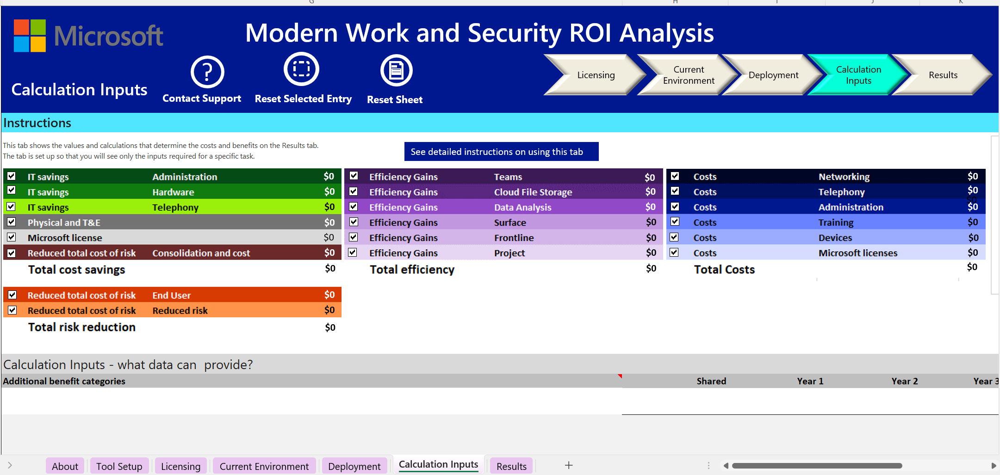 G H I J K
Microsoft
Modern Work and Security ROI Analysis
Calculation Inputs
?
Contact Support
Reset Selected Entry
Reset Sheet
Licensing
Current
Environment
Deployment
Calculation
Inputs
Results
Instructions
This tab shows the values and calculations that determine the costs and benefits on the Results tab.
The tab is set up so that you will see only the inputs required for a specific task.
See detailed instructions on using this tab
IT savings Administration $0
IT savings Hardware $0
IT savings Telephony $0
Physical and T&E $0
Microsoft license $0
Reduced total cost of risk Consolidation and cost $0
Total cost savings $0
Efficiency Gains Teams $0
Efficiency Gains Cloud File Storage $0
Efficiency Gains Data Analysis $0
Efficiency Gains Surface $0
Efficiency Gains Frontline $0
Efficiency Gains Project $0
Total efficiency $0
Costs Networking $0
Costs Telephony $0
$0
Costs Administration $0
Costs Training $0
Costs Devices $0
Costs Microsoft licenses $0
Total Costs $0
Reduced total cost of risk End User $0
Reduced total cost of risk Reduced risk $0
Total risk reduction $0
Calculation Inputs - what data can provide?
Additional benefit categories Shared Year 1 Year 2 Year 3
About Tool Setup Licensing Current Environment Deployment Calculation Inputs Results +